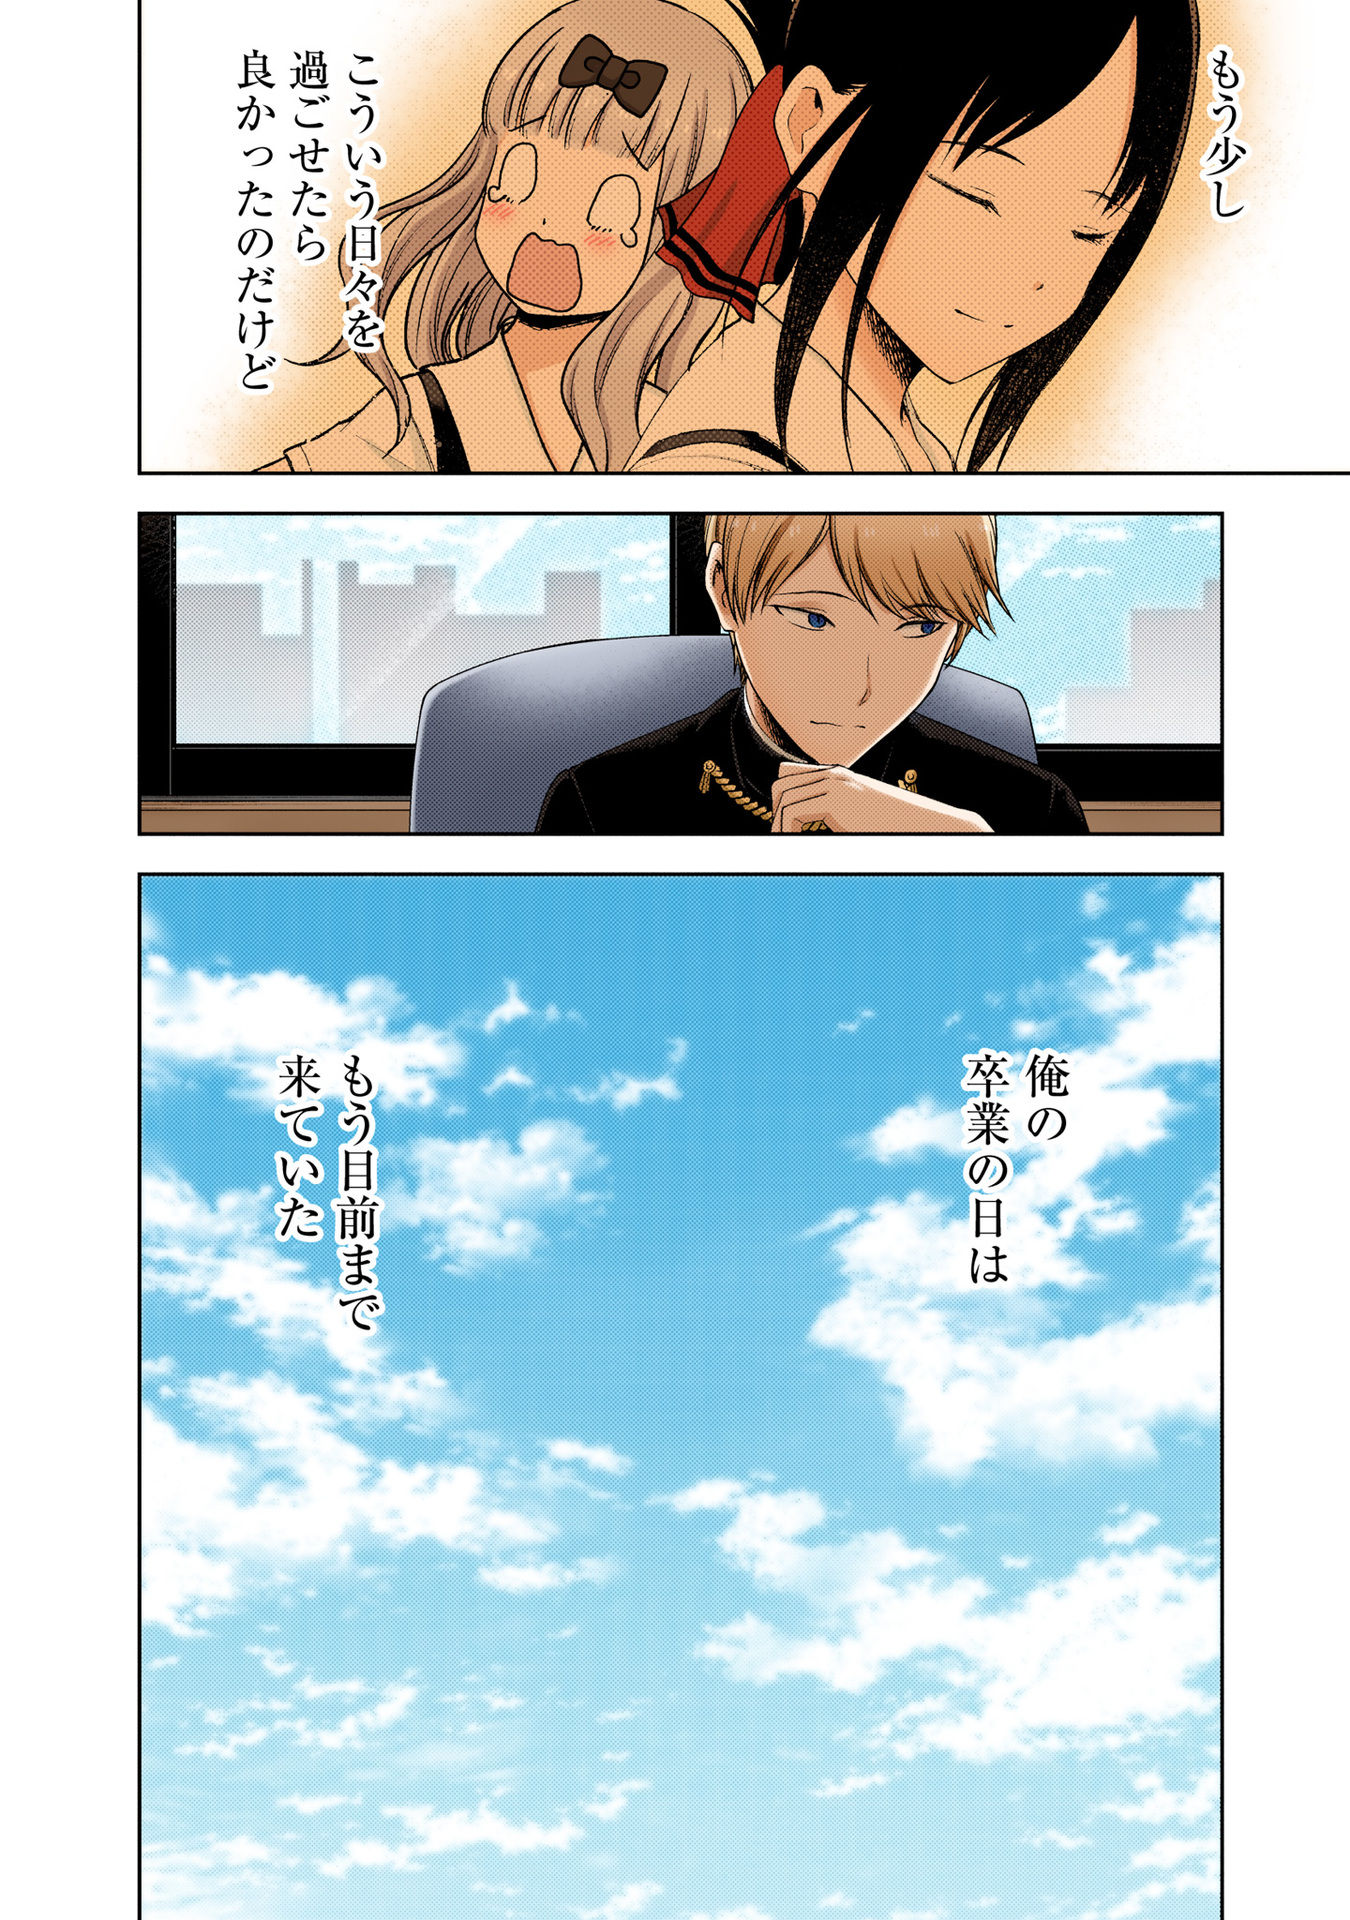 もう少し
こういう日々を
過ごせたら
良かったのだけど
俺の
卒業の日は
もう目前まで
来ていた